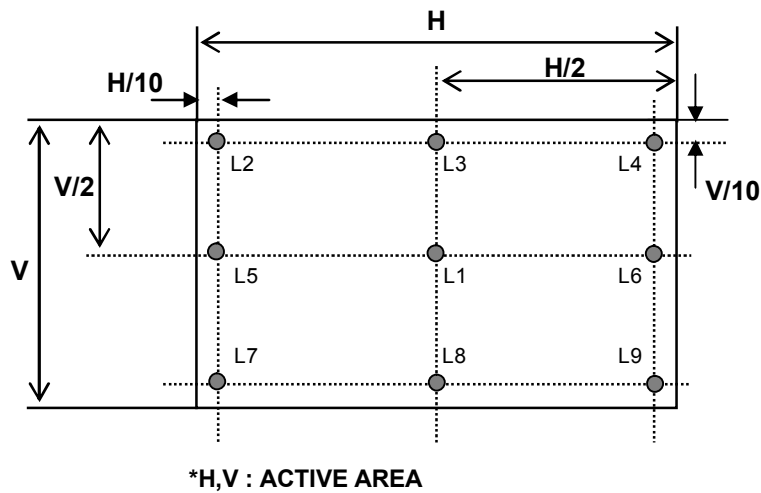 H
H/10
H/2
L2
L3
L4
V/2
V/10
V
L5
L1
L6
L7
L8
L9
*H,V : ACTIVE AREA